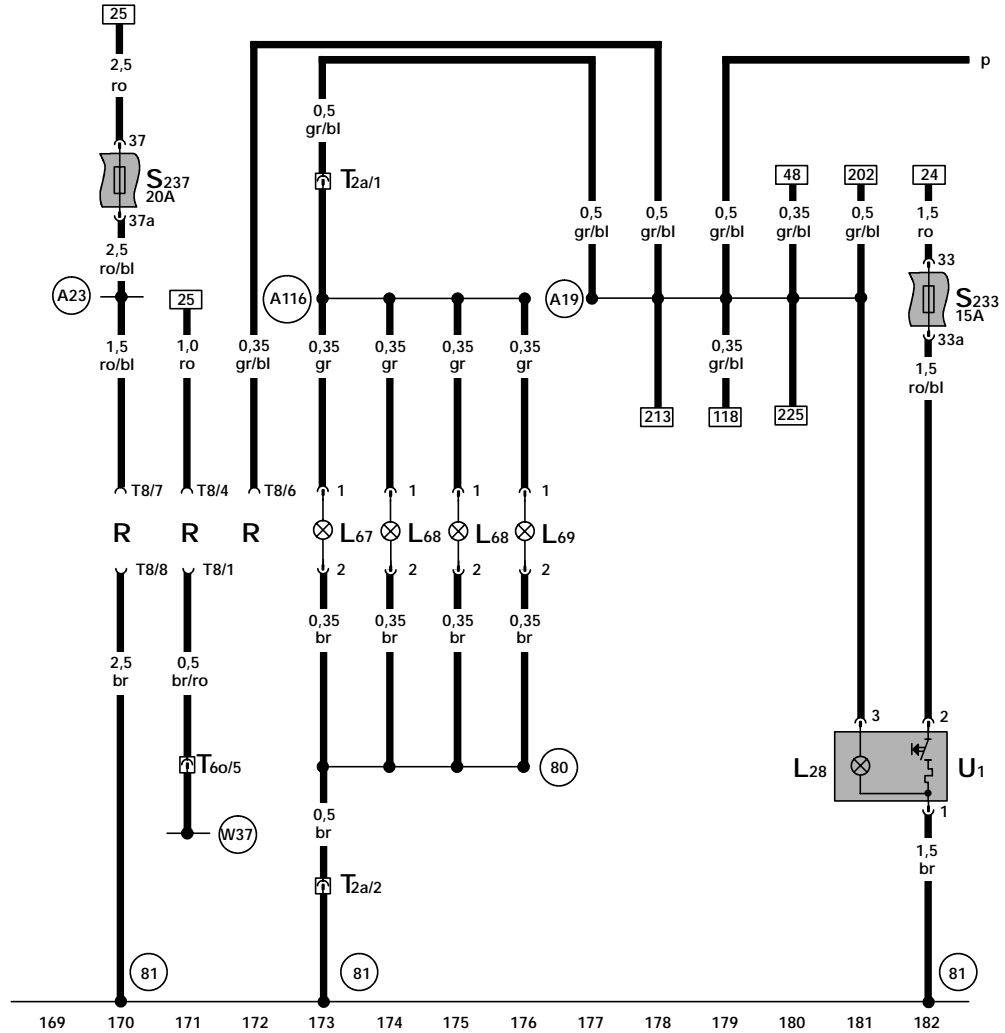 25
2,5
ro
p
37
S237
20A
37a
0,5
gr/bl
T2a/1
48
202
24
2,5
ro/bl
0,5
gr/bl
0,5
gr/bl
0,5
gr/bl
0,35
gr/bl
0,5
gr/bl
1,5
ro
33
S233
15A
33a
A23
25
A116
A19
1,5
ro/bl
1,0
ro
0,35
gr/bl
0,35
gr
0,35
gr
0,35
gr
0,35
gr
0,35
gr/bl
1,5
ro/bl
213
118
225
T8/7
T8/4
T8/6
1
1
1
1
R
R
R
L67
L68
L68
L69
T8/8
T8/1
2
2
2
2
2,5
br
0,5
br/ro
0,35
br
0,35
br
0,35
br
0,35
br
3
2
T6o/5
80
L28
U1
W37
0,5
br
1
1,5
br
T2a/2
81
81
81
169 170 171 172 173 174 175 176 177 178 179 180 181 182